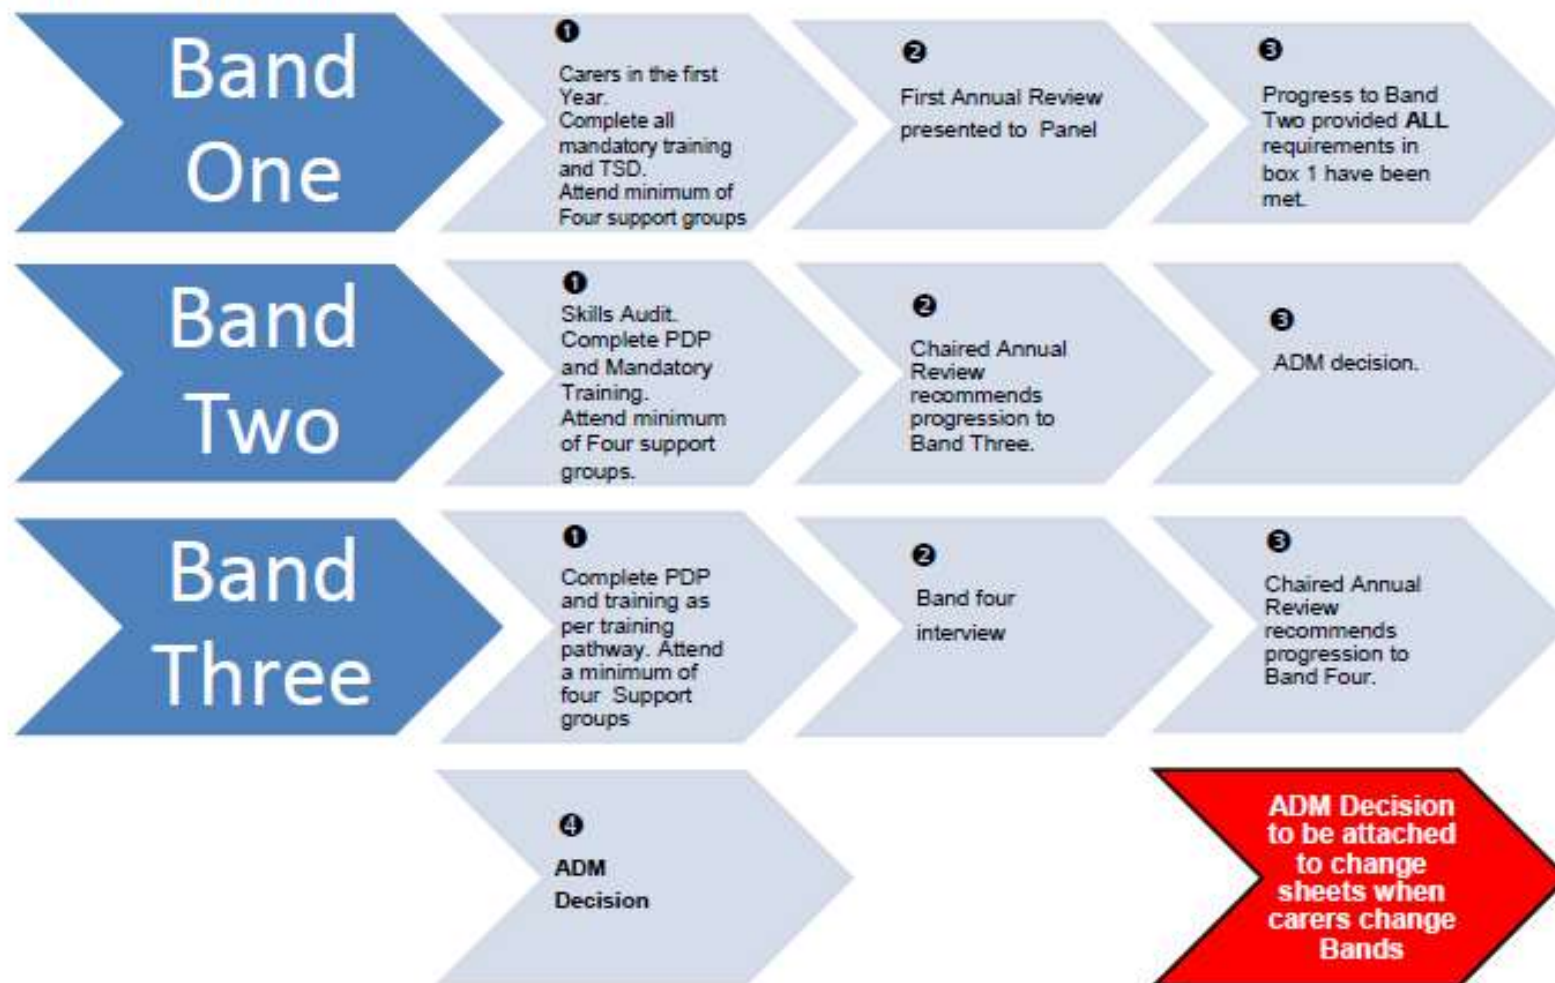 Band
One
❶
Carers in the first
Year.
Complete all
mandatory training
and TSD.
Attend minimum of
Four support groups
❷
First Annual Review
presented to Panel
❸
Progress to Band
Two provided ALL
requirements in
box 1 have been
met.
Band
Two
❶
Skills Audit.
Complete PDP
and Mandatory
Training.
Attend minimum
of Four support
groups.
❷
Chaired Annual
Review
recommends
progression to
Band Three.
❸
ADM decision.
Band
Three
❶
Complete PDP
and training as
per training
pathway. Attend
a minimum of
four Support
groups
❷
Band four
interview
❸
Chaired Annual
Review
recommends
progression to
Band Four.
❹
ADM
Decision
ADM Decision
to be attached
to change
sheets when
carers change
Bands